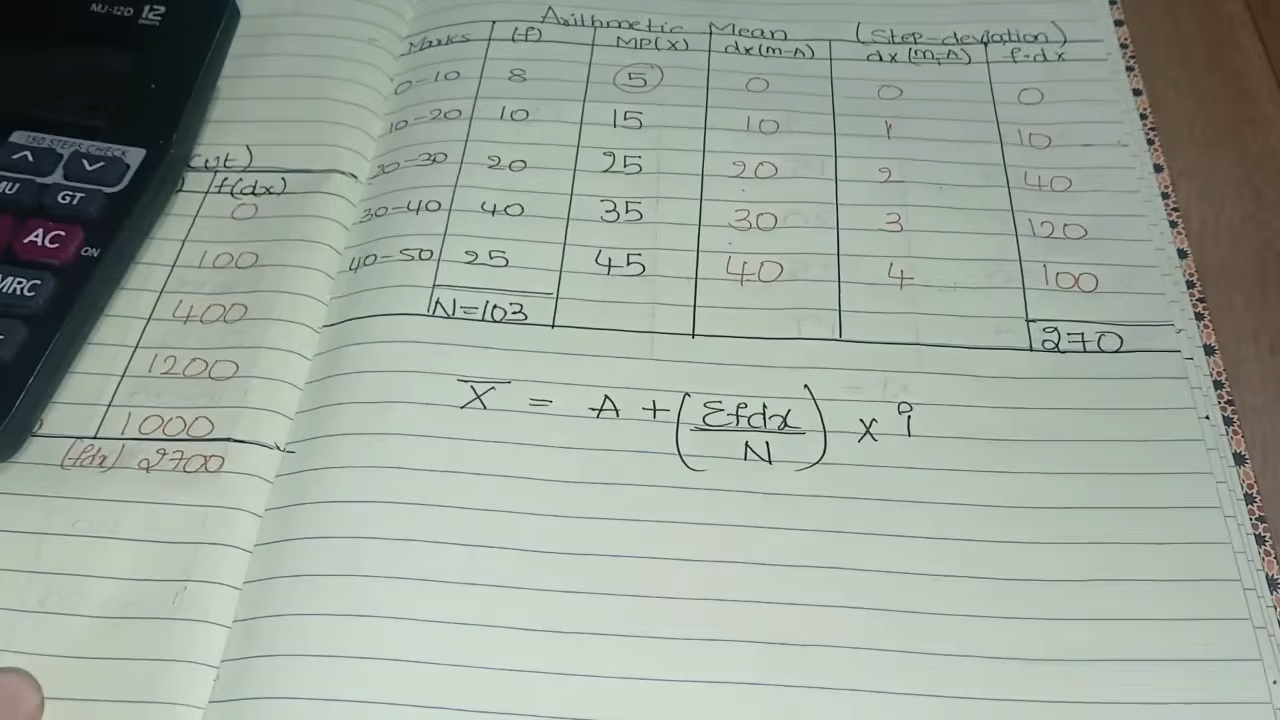 MJ-12D 12
150 STEPS CHECK
MU GT
AC ON
MRC
f(dx)
0
100
400
1200
1000
(fdx) 2700
Arithmetic Mean (Step-deviation)
Marks (f) MP(X) dx(m-A) dx(m-A) f-dx
0-10 8 5 0 0 0
10-20 10 15 10 1 10
20-30 20 25 20 2 40
30-40 40 35 30 3 120
40-50 25 45 40 4 100
N=103 270
X̅ = A + (Σfdx / N) x i